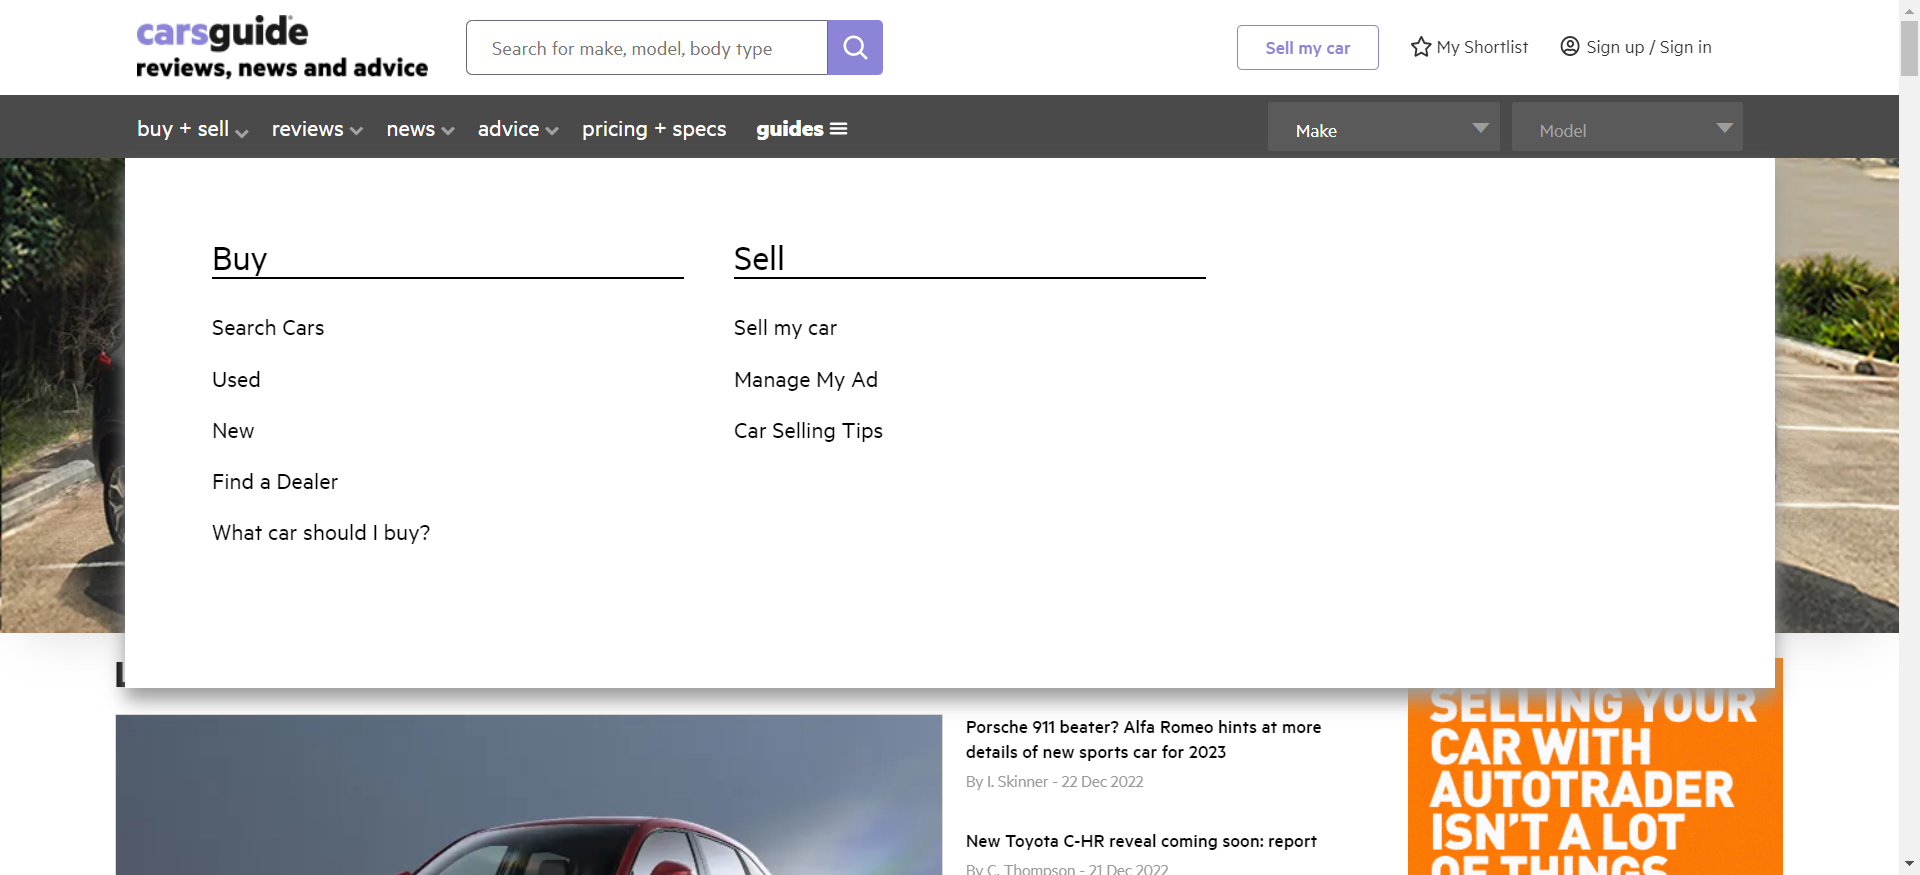 carsguide
reviews, news and advice
Search for make, model, body type
Sell my car
My Shortlist
Sign up / Sign in
buy + sell
reviews
news
advice
pricing + specs
guides
Make
Model
Buy
Search Cars
Used
New
Find a Dealer
What car should I buy?
Sell
Sell my car
Manage My Ad
Car Selling Tips
Porsche 911 beater? Alfa Romeo hints at more
details of new sports car for 2023
By I. Skinner - 22 Dec 2022
New Toyota C-HR reveal coming soon: report
By C. Thompson - 21 Dec 2022
SELLING YOUR
CAR WITH
AUTOTRADER
ISN'T A LOT
OF THINGS